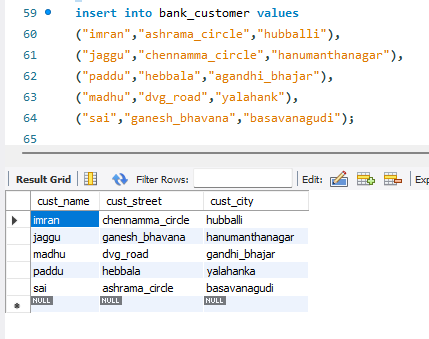 59 insert into bank_customer values
60 ("imran","ashrama_circle","hubballi"),
61 ("jaggu","chennamma_circle","hanumanthanagar"),
62 ("paddu","hebbala","agandhi_bhajar"),
63 ("madhu","dvg_road","yalahank"),
64 ("sai","ganesh_bhavana","basavanagudi");
65
Result Grid Filter Rows: Edit: Exp
cust_name cust_street cust_city
imran chennamma_circle hubballi
jaggu ganesh_bhavana hanumanthanagar
madhu dvg_road gandhi_bhajar
paddu hebbala yalahanka
sai ashrama_circle basavanagudi
NULL NULL NULL